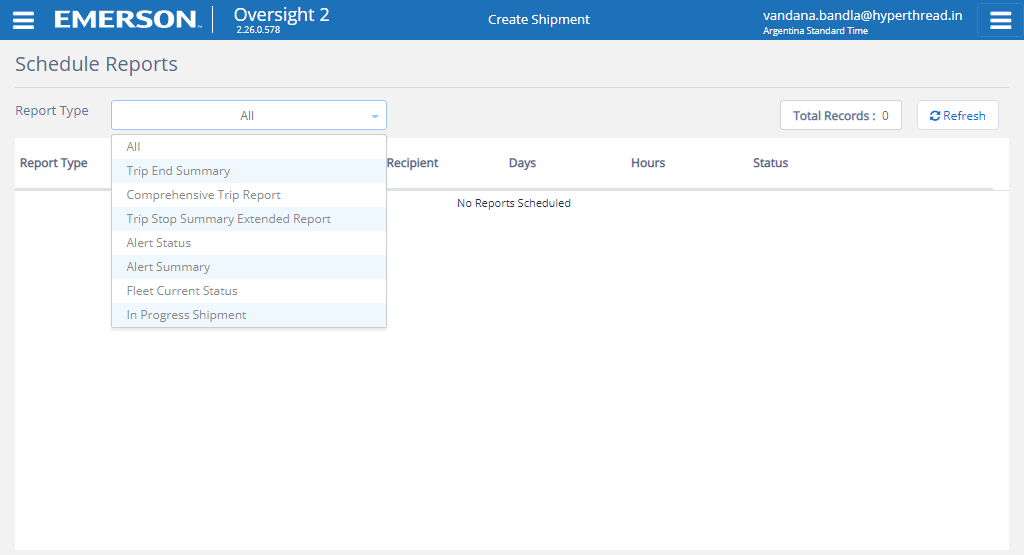 EMERSON™ Oversight 2 Create Shipment vandana.bandla@hyperthread.in
2.26.0.578 Argentina Standard Time
Schedule Reports
Report Type All Total Records : 0 Refresh
Report Type Recipient Days Hours Status
No Reports Scheduled
All
Trip End Summary
Comprehensive Trip Report
Trip Stop Summary Extended Report
Alert Status
Alert Summary
Fleet Current Status
In Progress Shipment